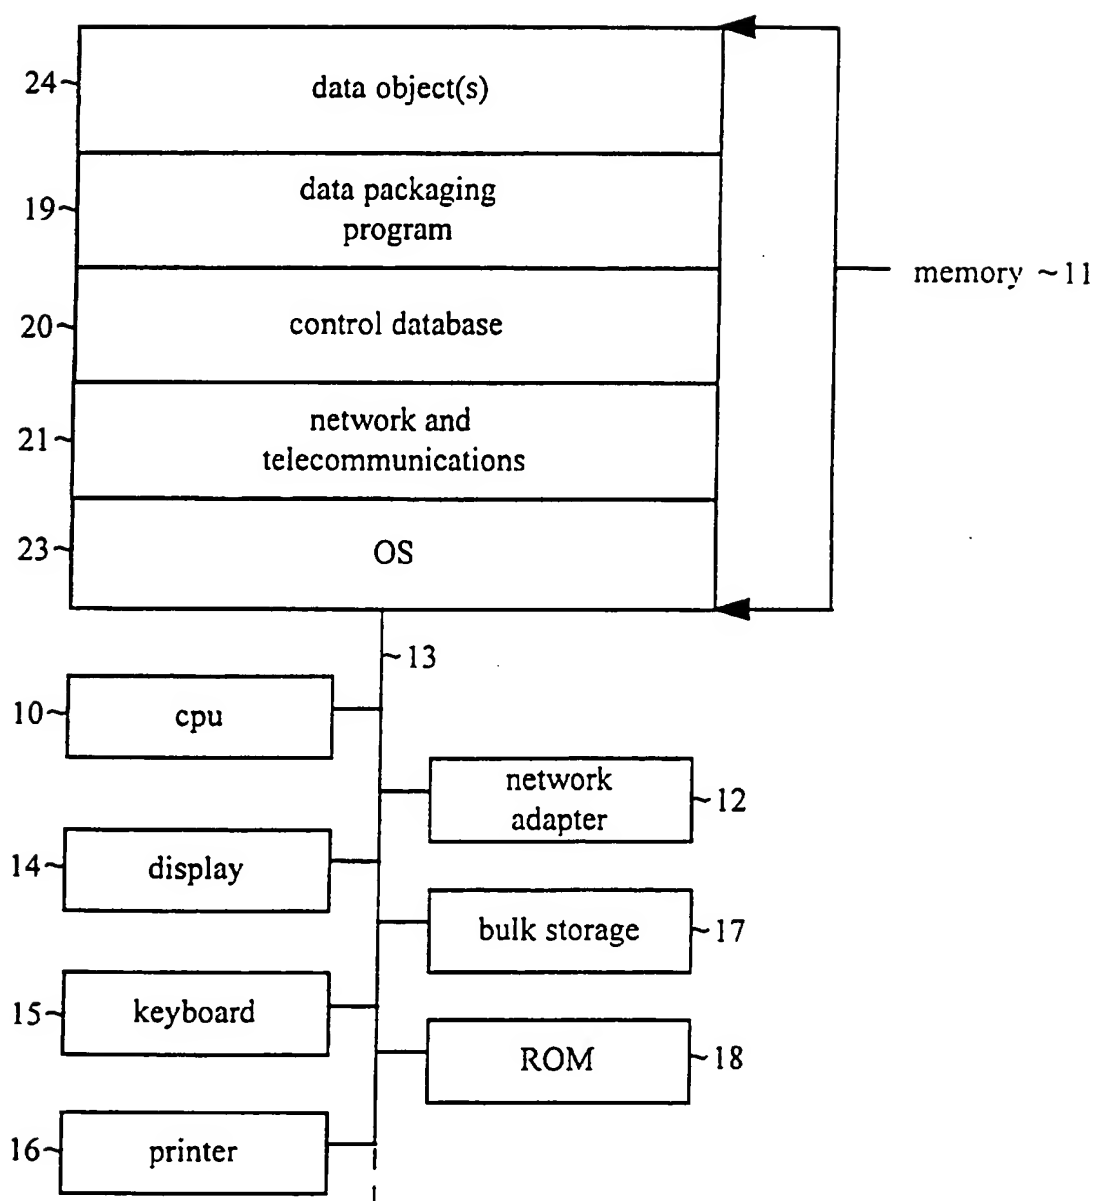 24~ data object(s)
19~ data packaging
program
memory ~11
20~ control database
21~ network and
telecommunications
23~ OS
~13
10~ cpu
network
adapter ~12
14~ display
bulk storage ~17
15~ keyboard
ROM ~18
16~ printer